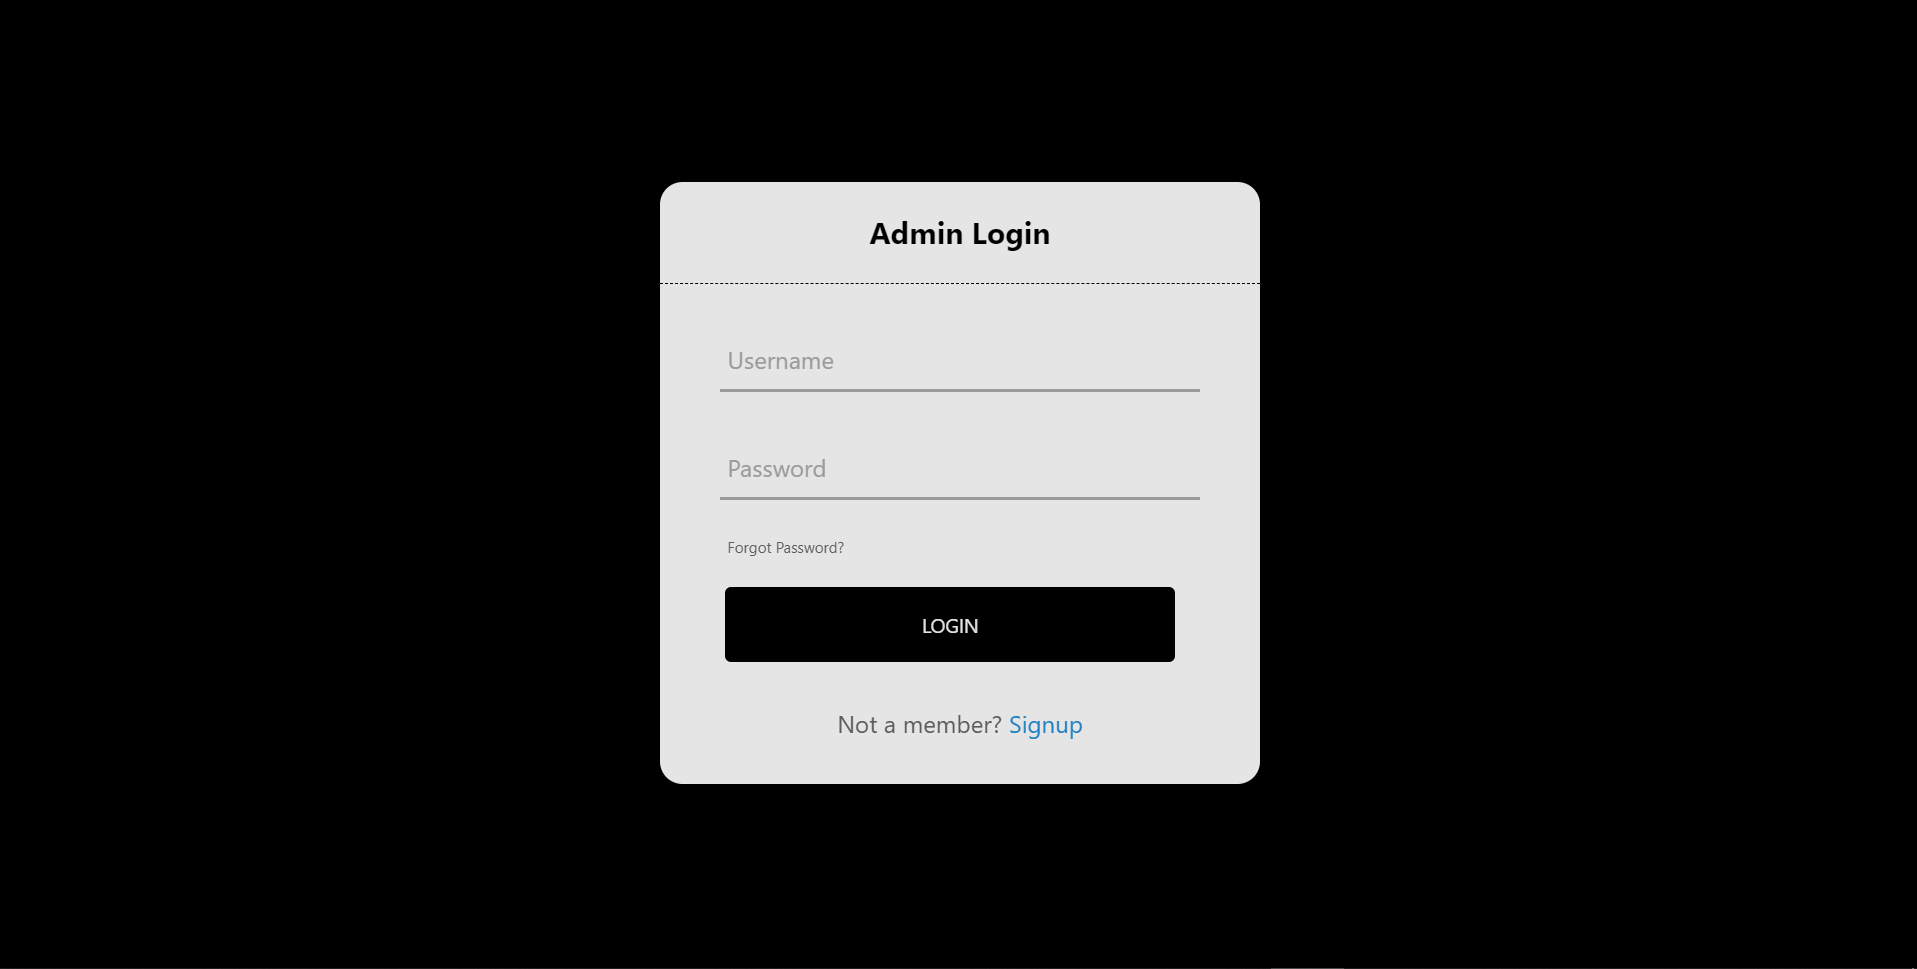 Admin Login
Username
Password
Forgot Password?
LOGIN
Not a member? Signup